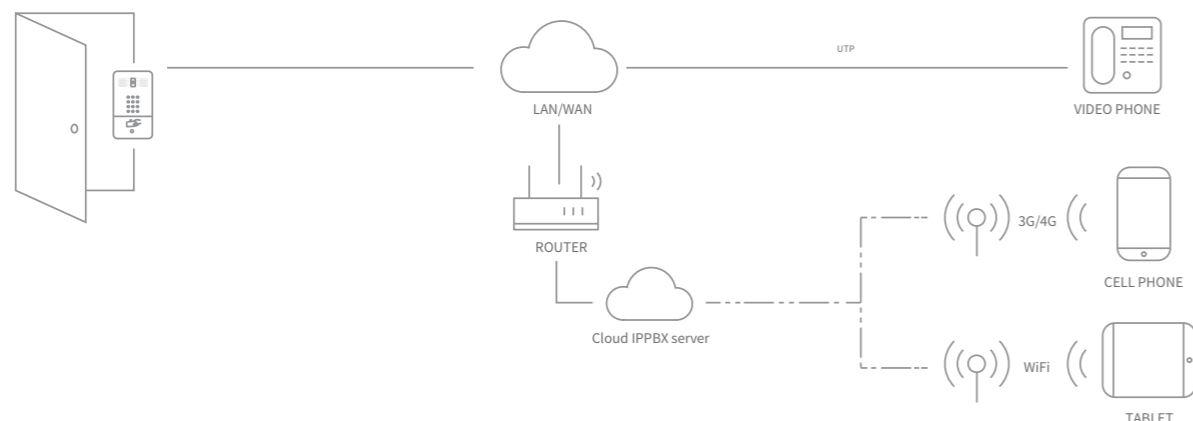 UTP
LAN/WAN
VIDEO PHONE
ROUTER
3G/4G
CELL PHONE
Cloud IPPBX server
WiFi
TABLET